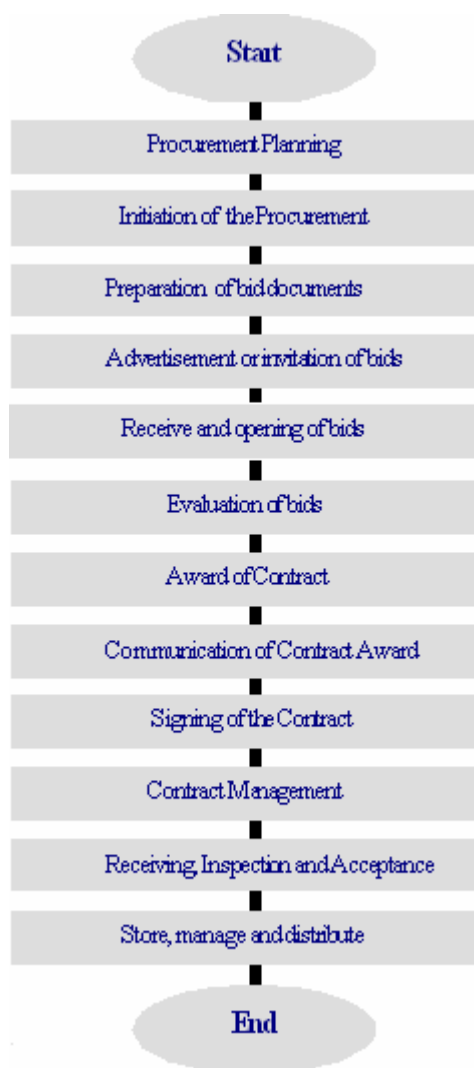 Start
Procurement Planning
Initiation of the Procurement
Preparation of bid documents
Advertisement or invitation of bids
Receive and opening of bids
Evaluation of bids
Award of Contract
Communication of Contract Award
Signing of the Contract
Contract Management
Receiving, Inspection and Acceptance
Store, manage and distribute
End